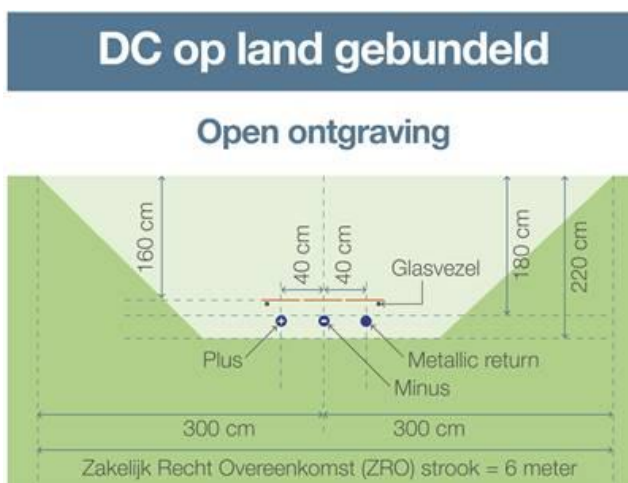 DC op land gebundeld
Open ontgraving
160 cm
40 cm
40 cm
Glasvezel
180 cm
220 cm
Plus
Metallic return
Minus
300 cm
300 cm
Zakelijk Recht Overeenkomst (ZRO) strook = 6 meter